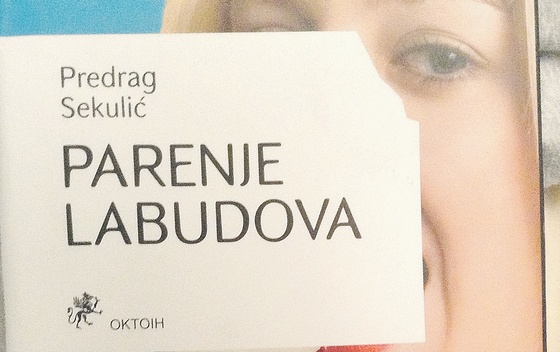 Predrag
Sekulić
PARENJE
LABUDOVA
OKTOIH